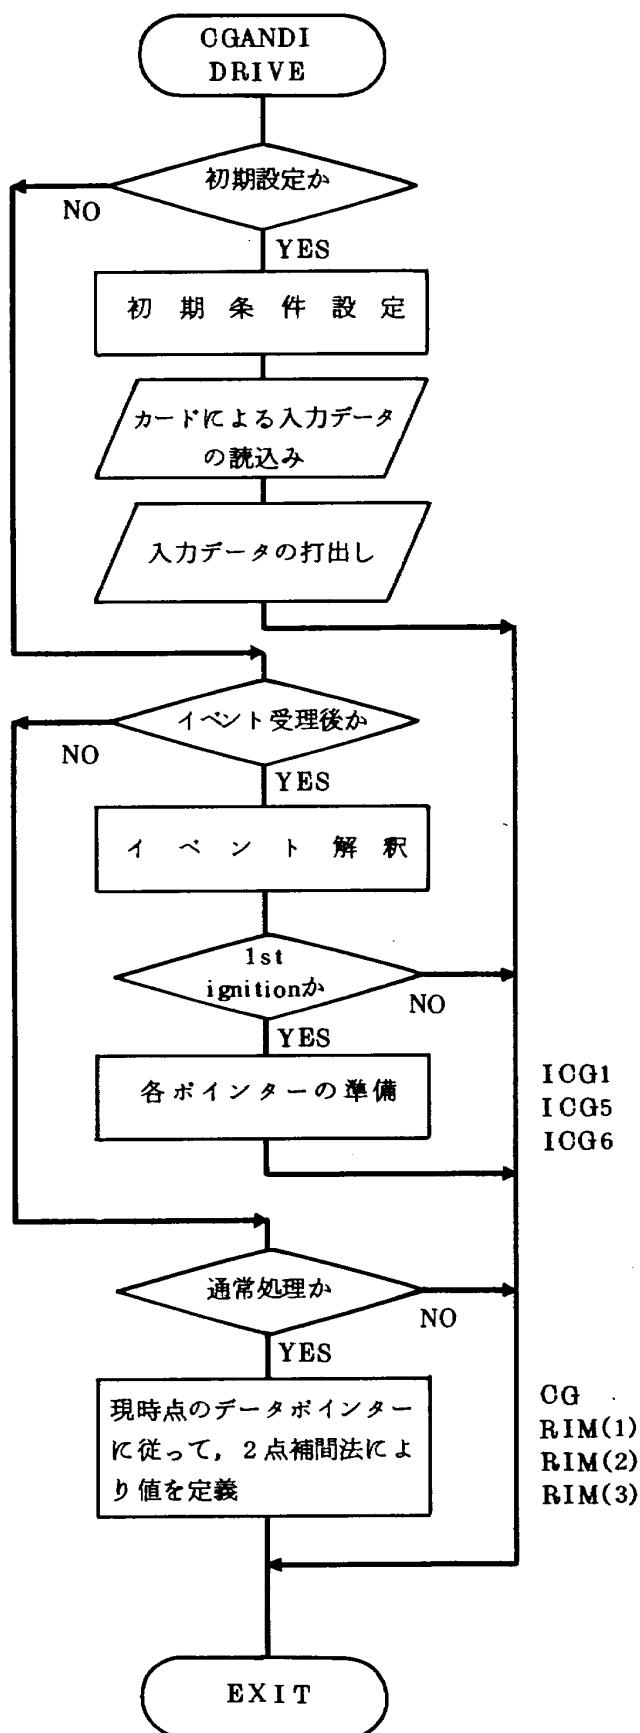 CGANDI
DRIVE
初期設定か
NO
YES
初期条件設定
カードによる入力データ
の読込み
入力データの打出し
イベント受理後か
NO
YES
イベント解釈
1st
ignitionか
NO
YES
各ポインターの準備
ICG1
ICG5
ICG6
通常処理か
NO
YES
現時点のデータポインター
に従って，2点補間法によ
り値を定義
CG
RIM(1)
RIM(2)
RIM(3)
EXIT